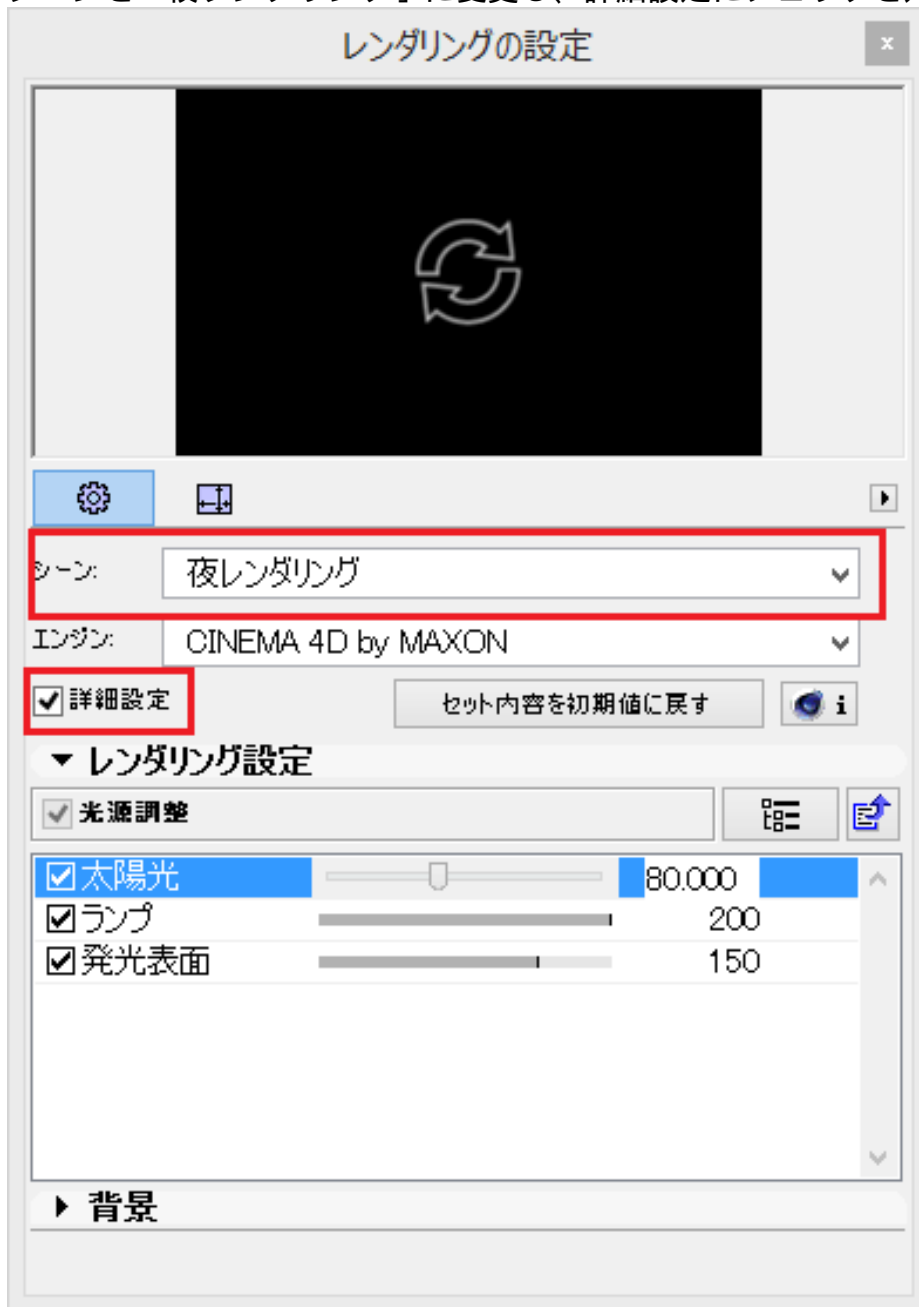 レンダリングの設定
x
シーン: 夜レンダリング
エンジン: CINEMA 4D by MAXON
詳細設定 セット内容を初期値に戻す i
レンダリング設定
光源調整
太陽光 80.000
ランプ 200
発光表面 150
背景